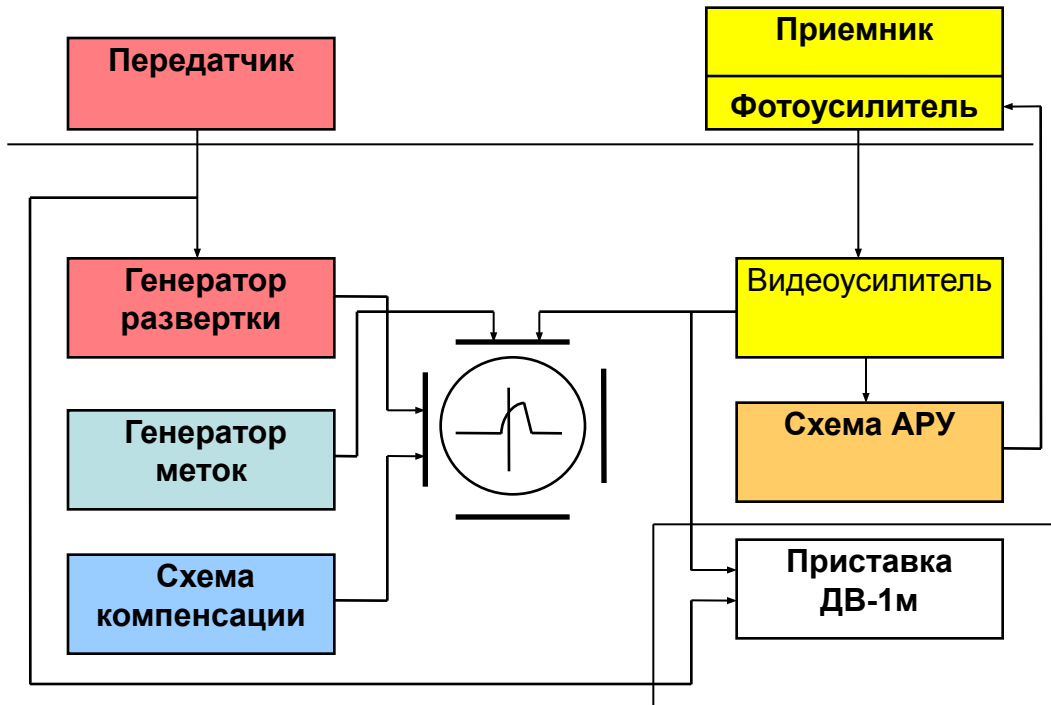 Передатчик
Приемник
Фотоусилитель
Генератор
развертки
Видеоусилитель
Генератор
меток
Схема АРУ
Схема
компенсации
Приставка
ДВ-1м